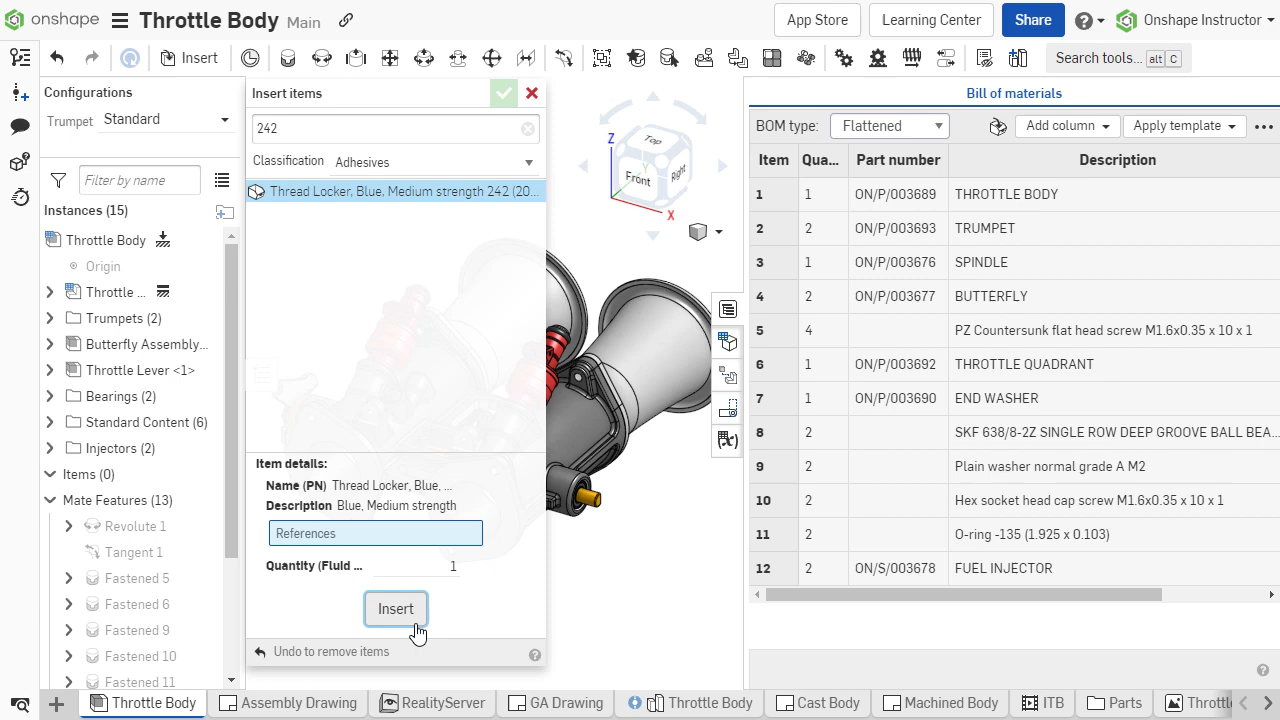 onshape Throttle Body Main App Store Learning Center Share Onshape Instructor
Insert Search tools... alt C
Configurations
Trumpet Standard
Filter by name
Instances (15)
Throttle Body
Origin
Throttle ...
Trumpets (2)
Butterfly Assembly...
Throttle Lever <1>
Bearings (2)
Standard Content (6)
Injectors (2)
Items (0)
Mate Features (13)
Revolute 1
Tangent 1
Fastened 5
Fastened 6
Fastened 9
Fastened 10
Fastened 11
Insert items
242
Classification Adhesives
Thread Locker, Blue, Medium strength 242 (20...
Item details:
Name (PN) Thread Locker, Blue, ...
Description Blue, Medium strength
References
Quantity (Fluid ... 1
Insert
Undo to remove items
Z
Top
Front
Right
Y
X
Bill of materials
BOM type: Flattened Add column Apply template
Item Qua... Part number Description
1 1 ON/P/003689 THROTTLE BODY
2 2 ON/P/003693 TRUMPET
3 1 ON/P/003676 SPINDLE
4 2 ON/P/003677 BUTTERFLY
5 4 PZ Countersunk flat head screw M1.6x0.35 x 10 x 1
6 1 ON/P/003692 THROTTLE QUADRANT
7 1 ON/P/003690 END WASHER
8 2 SKF 638/8-2Z SINGLE ROW DEEP GROOVE BALL BEA...
9 2 Plain washer normal grade A M2
10 2 Hex socket head cap screw M1.6x0.35 x 10 x 1
11 2 O-ring -135 (1.925 x 0.103)
12 2 ON/S/003678 FUEL INJECTOR
Throttle Body Assembly Drawing RealityServer GA Drawing Throttle Body Cast Body Machined Body ITB Parts Throttl